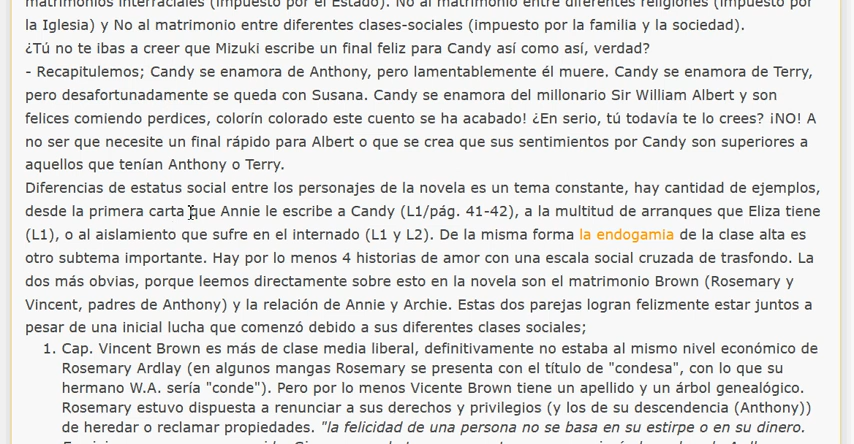 matrimonios interraciales (impuesto por el Estado). No al matrimonio entre diferentes religiones (impuesto por
la Iglesia) y No al matrimonio entre diferentes clases-sociales (impuesto por la familia y la sociedad).
¿Tú no te ibas a creer que Mizuki escribe un final feliz para Candy así como así, verdad?
- Recapitulemos; Candy se enamora de Anthony, pero lamentablemente él muere. Candy se enamora de Terry,
pero desafortunadamente se queda con Susana. Candy se enamora del millonario Sir William Albert y son
felices comiendo perdices, colorín colorado este cuento se ha acabado! ¿En serio, tú todavía te lo crees? ¡NO! A
no ser que necesite un final rápido para Albert o que se crea que sus sentimientos por Candy son superiores a
aquellos que tenían Anthony o Terry.
Diferencias de estatus social entre los personajes de la novela es un tema constante, hay cantidad de ejemplos,
desde la primera carta que Annie le escribe a Candy (L1/pág. 41-42), a la multitud de arranques que Eliza tiene
(L1), o al aislamiento que sufre en el internado (L1 y L2). De la misma forma la endogamia de la clase alta es
otro subtema importante. Hay por lo menos 4 historias de amor con una escala social cruzada de trasfondo. La
dos más obvias, porque leemos directamente sobre esto en la novela son el matrimonio Brown (Rosemary y
Vincent, padres de Anthony) y la relación de Annie y Archie. Estas dos parejas logran felizmente estar juntos a
pesar de una inicial lucha que comenzó debido a sus diferentes clases sociales;
1. Cap. Vincent Brown es más de clase media liberal, definitivamente no estaba al mismo nivel económico de
Rosemary Ardlay (en algunos mangas Rosemary se presenta con el título de "condesa", con lo que su
hermano W.A. sería "conde"). Pero por lo menos Vicente Brown tiene un apellido y un árbol genealógico.
Rosemary estuvo dispuesta a renunciar a sus derechos y privilegios (y los de su descendencia (Anthony))
de heredar o reclamar propiedades. "la felicidad de una persona no se basa en su estirpe o en su dinero.